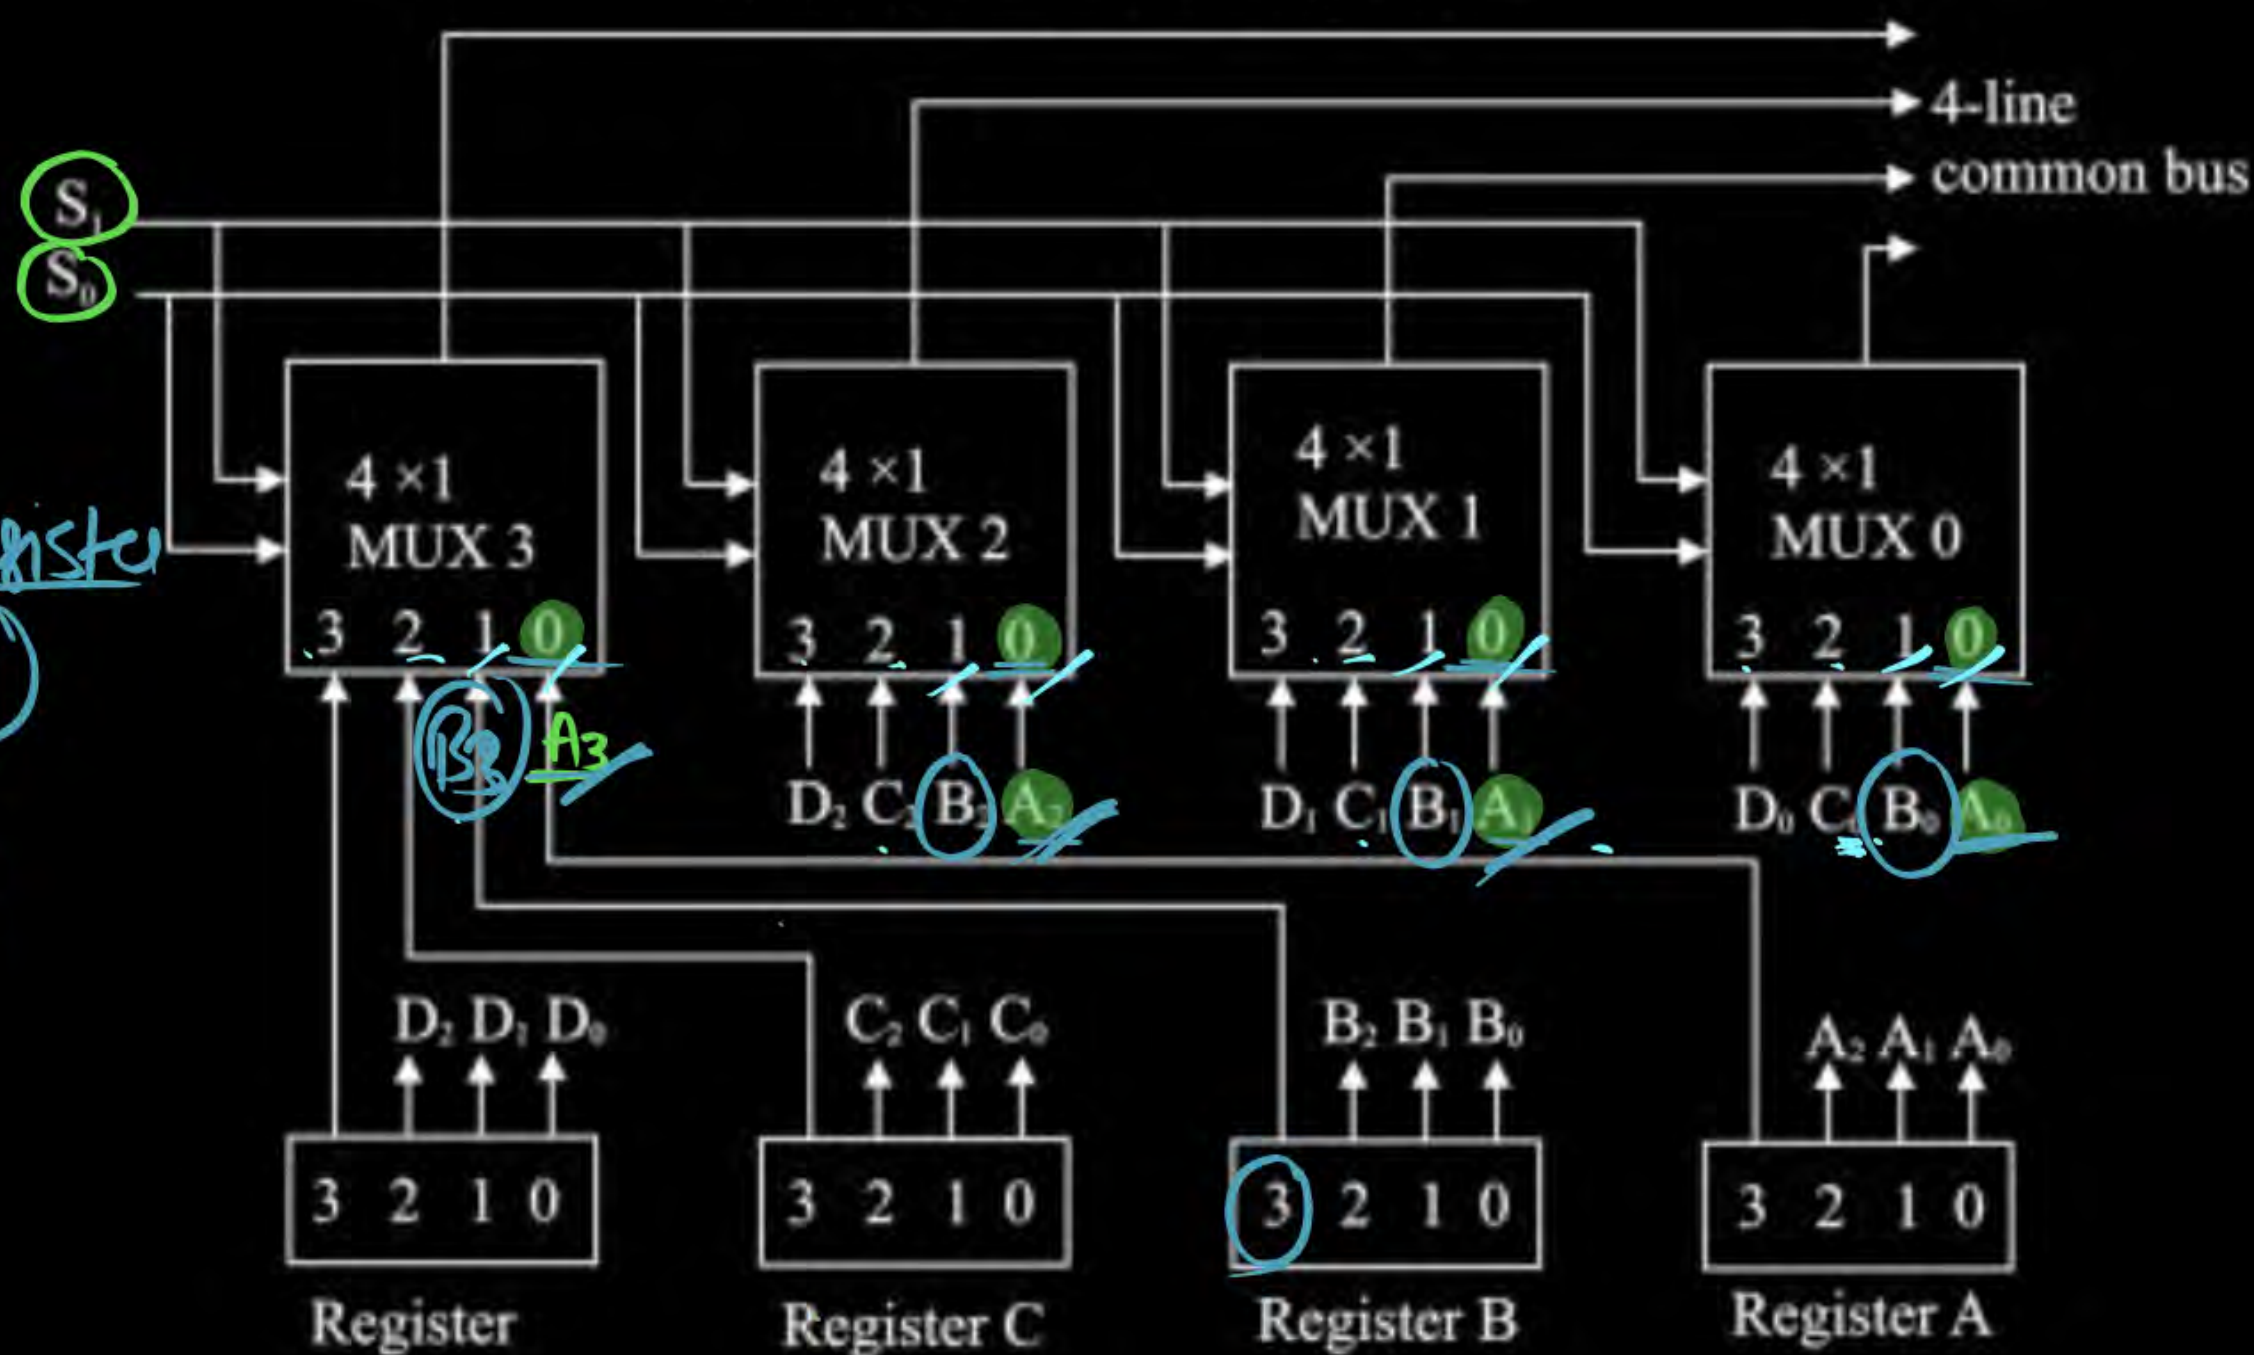 4-line
common bus
S₁
S₀
4 ×1
MUX 3
3 2 1 0
4 ×1
MUX 2
3 2 1 0
4 ×1
MUX 1
3 2 1 0
4 ×1
MUX 0
3 2 1 0
B₃ A₃
D₂ C₂ B₂ A₂
D₁ C₁ B₁ A₁
D₀ C₀ B₀ A₀
D₂ D₁ D₀
C₂ C₁ C₀
B₂ B₁ B₀
A₂ A₁ A₀
3 2 1 0
3 2 1 0
3 2 1 0
3 2 1 0
Register
Register C
Register B
Register A